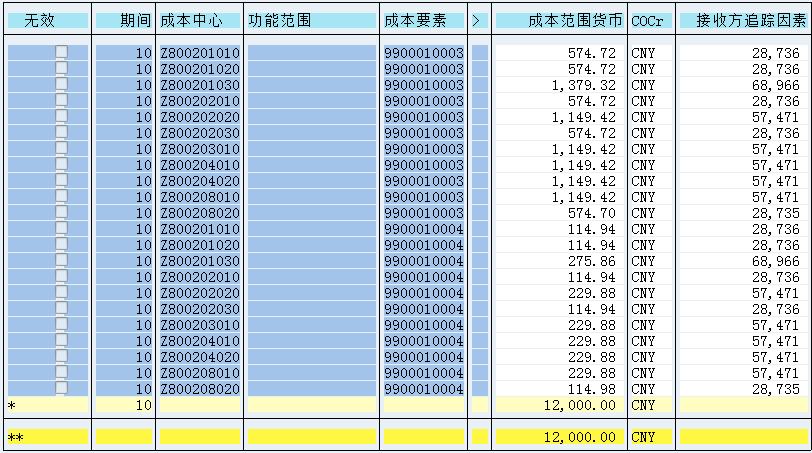 无效 期间 成本中心 功能范围 成本要素 > 成本范围货币 COCr 接收方追踪因素
10 Z800201010 9900010003 574.72 CNY 28,736
10 Z800201020 9900010003 574.72 CNY 28,736
10 Z800201030 9900010003 1,379.32 CNY 68,966
10 Z800202010 9900010003 574.72 CNY 28,736
10 Z800202020 9900010003 1,149.42 CNY 57,471
10 Z800202030 9900010003 574.72 CNY 28,736
10 Z800203010 9900010003 1,149.42 CNY 57,471
10 Z800204010 9900010003 1,149.42 CNY 57,471
10 Z800204020 9900010003 1,149.42 CNY 57,471
10 Z800208010 9900010003 1,149.42 CNY 57,471
10 Z800208020 9900010003 574.70 CNY 28,735
10 Z800201010 9900010004 114.94 CNY 28,736
10 Z800201020 9900010004 114.94 CNY 28,736
10 Z800201030 9900010004 275.86 CNY 68,966
10 Z800202010 9900010004 114.94 CNY 28,736
10 Z800202020 9900010004 229.88 CNY 57,471
10 Z800202030 9900010004 114.94 CNY 28,736
10 Z800203010 9900010004 229.88 CNY 57,471
10 Z800204010 9900010004 229.88 CNY 57,471
10 Z800204020 9900010004 229.88 CNY 57,471
10 Z800208010 9900010004 229.88 CNY 57,471
10 Z800208020 9900010004 114.98 CNY 28,735
* 10 12,000.00 CNY
** 12,000.00 CNY